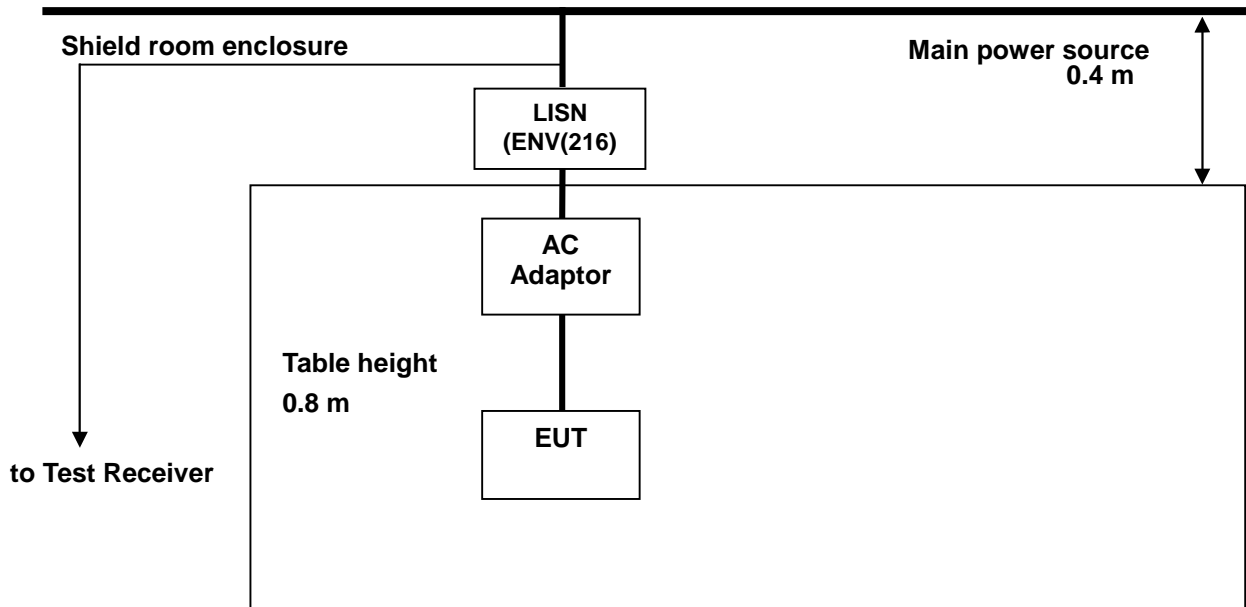 Shield room enclosure
Main power source
0.4 m
LISN
(ENV(216)
AC
Adaptor
Table height
0.8 m
EUT
to Test Receiver